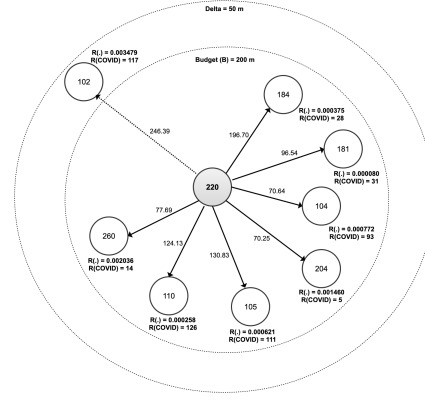 Delta = 50 m
R(.) = 0.003479
R(COVID) = 117
102
Budget (B) = 200 m
184
R(.) = 0.000375
R(COVID) = 28
246.39
196.70
181
96.54
R(.) = 0.000080
R(COVID) = 31
220
70.64
104
77.69
R(.) = 0.000772
R(COVID) = 93
260
124.13
70.25
R(.) = 0.002036
R(COVID) = 14
130.83
204
R(.) = 0.001460
R(COVID) = 5
110
105
R(.) = 0.000258
R(COVID) = 126
R(.) = 0.000621
R(COVID) = 111